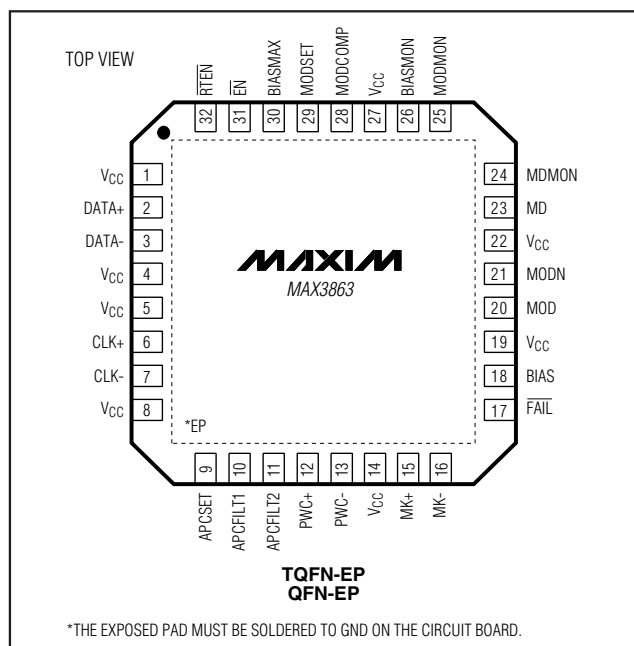 TOP VIEW
RTEN
EN
BIASMAX
MODSET
MODCOMP
VCC
BIASMON
MODMON
32
31
30
29
28
27
26
25
VCC 1
DATA+ 2
DATA- 3
VCC 4
VCC 5
CLK+ 6
CLK- 7
VCC 8
24 MDMON
23 MD
22 VCC
21 MODN
20 MOD
19 VCC
18 BIAS
17 FAIL
MAXIM
MAX3863
*EP
9
10
11
12
13
14
15
16
APCSET
APCFILT1
APCFILT2
PWC+
PWC-
VCC
MK+
MK-
TQFN-EP
QFN-EP
*THE EXPOSED PAD MUST BE SOLDERED TO GND ON THE CIRCUIT BOARD.